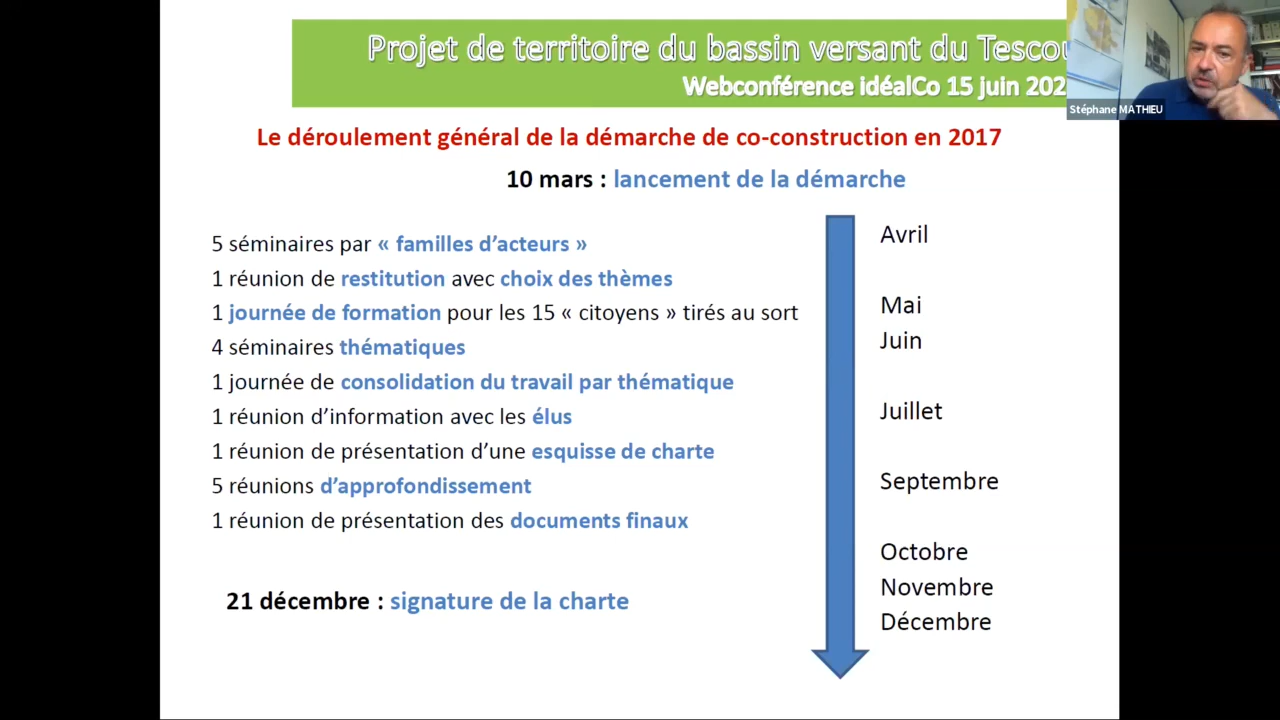 Projet de territoire du bassin versant du Tescou
Webconférence idéalCo 15 juin 202
Stéphane MATHIEU
Le déroulement général de la démarche de co-construction en 2017
10 mars : lancement de la démarche
5 séminaires par « familles d’acteurs »
1 réunion de restitution avec choix des thèmes
1 journée de formation pour les 15 « citoyens » tirés au sort
4 séminaires thématiques
1 journée de consolidation du travail par thématique
1 réunion d’information avec les élus
1 réunion de présentation d’une esquisse de charte
5 réunions d’approfondissement
1 réunion de présentation des documents finaux
21 décembre : signature de la charte
Avril
Mai
Juin
Juillet
Septembre
Octobre
Novembre
Décembre